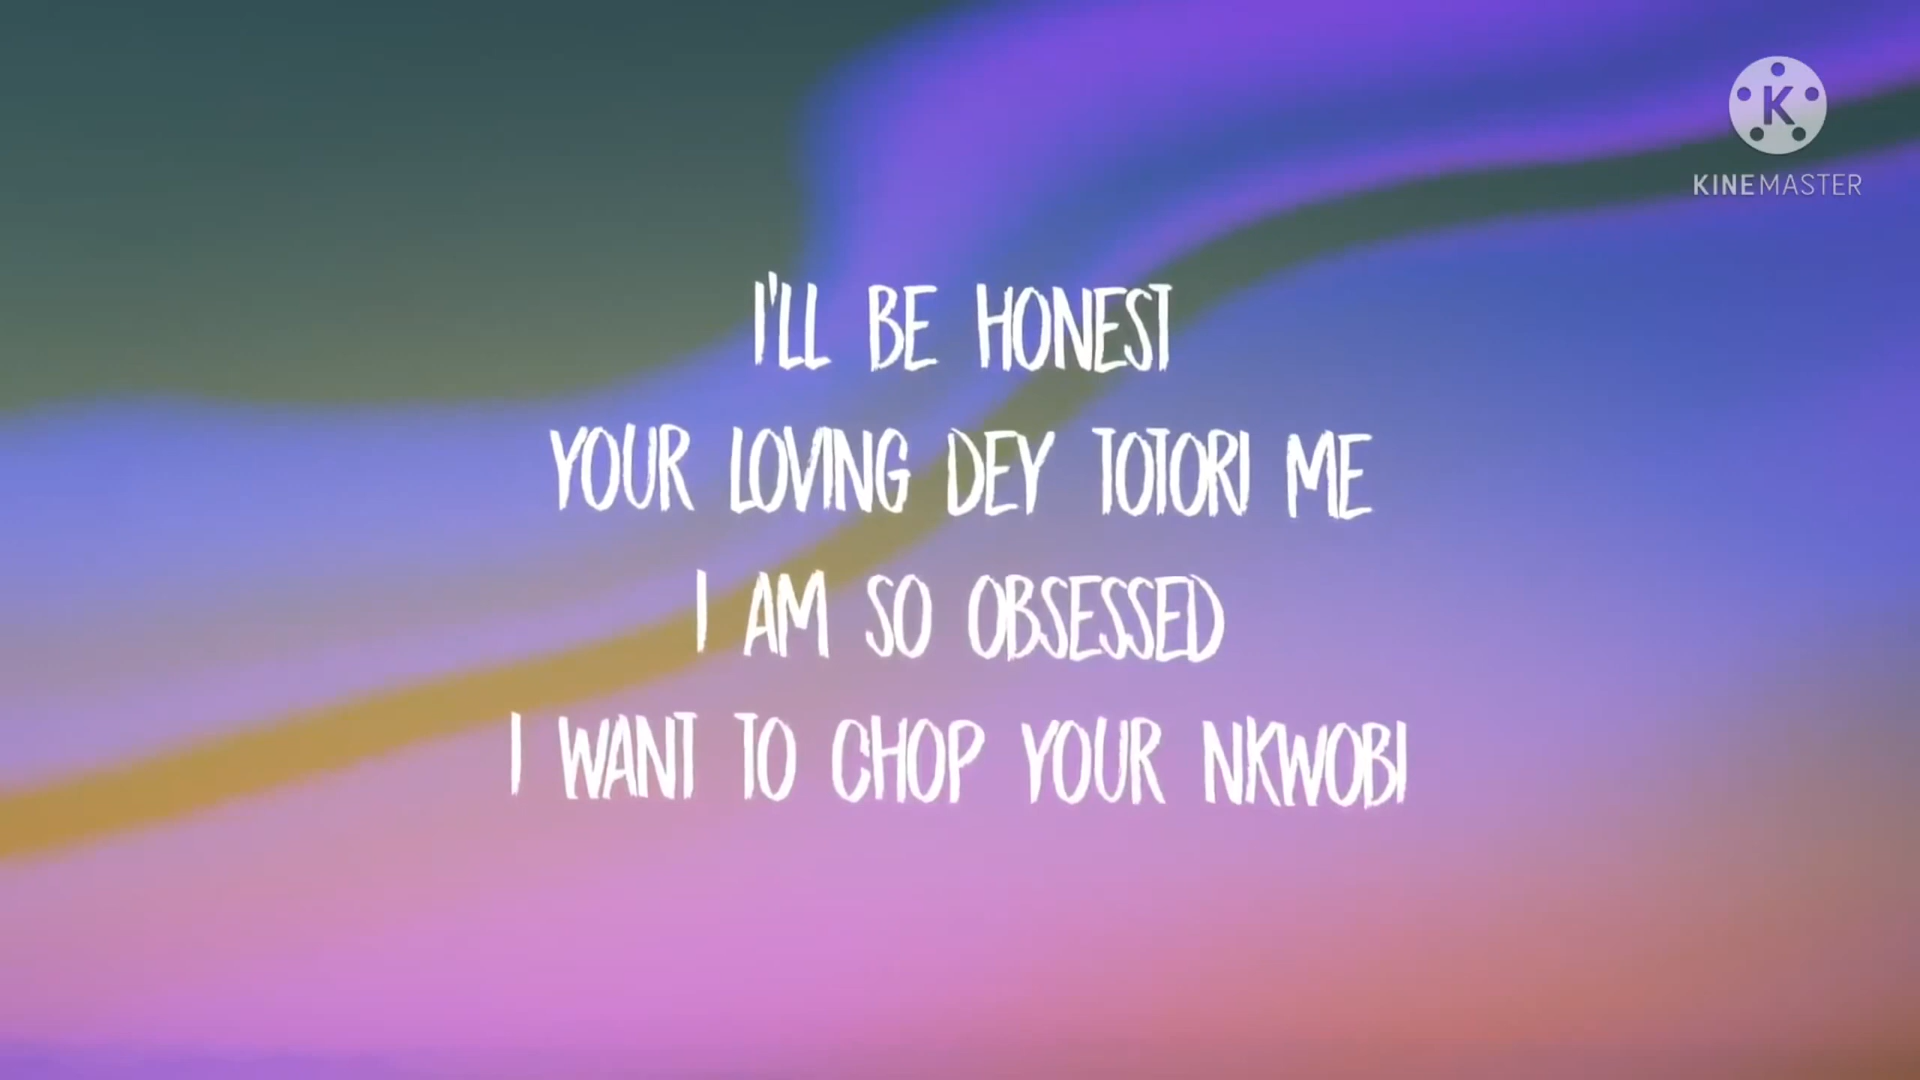 K
KINEMASTER
I'LL BE HONEST
YOUR LOVING DEY TOTORI ME
I AM SO OBSESSED
I WANT TO CHOP YOUR NKWOBI